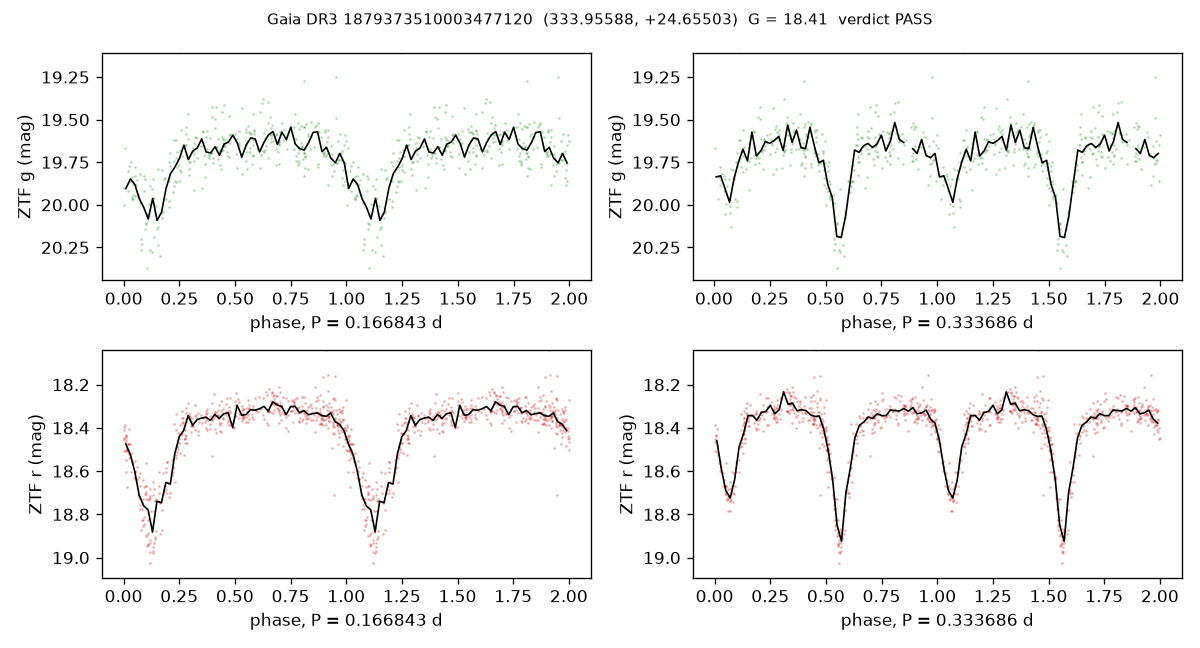 Gaia DR3 1879373510003477120 (333.95588, +24.65503) G = 18.41 verdict PASS
ZTF g (mag)
19.25
19.50
19.75
20.00
20.25
0.00 0.25 0.50 0.75 1.00 1.25 1.50 1.75 2.00
phase, P = 0.166843 d
ZTF g (mag)
19.25
19.50
19.75
20.00
20.25
0.00 0.25 0.50 0.75 1.00 1.25 1.50 1.75 2.00
phase, P = 0.333686 d
ZTF r (mag)
18.2
18.4
18.6
18.8
19.0
0.00 0.25 0.50 0.75 1.00 1.25 1.50 1.75 2.00
phase, P = 0.166843 d
ZTF r (mag)
18.2
18.4
18.6
18.8
19.0
0.00 0.25 0.50 0.75 1.00 1.25 1.50 1.75 2.00
phase, P = 0.333686 d